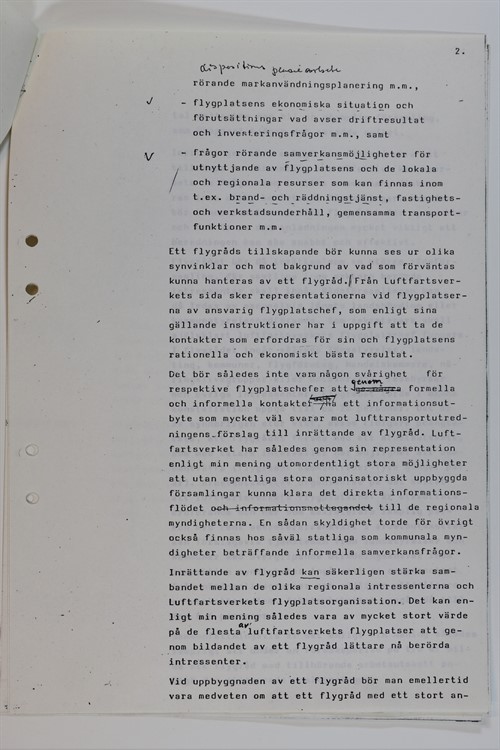 2.
dispositions
rörande markanvändningsplanering m.m.,
- flygplatsens ekonomiska situation och
förutsättningar vad avser driftresultat
och investeringsfrågor m.m., samt
- frågor rörande samverkansmöjligheter för
utnyttjande av flygplatsens och de lokala
och regionala resurser som kan finnas inom
t.ex. brand- och räddningstjänst, fastighets-
och verkstadsunderhåll, gemensamma transport-
funktioner m.m.
Ett flygråds tillskapande bör kunna ses ur olika
synvinklar och mot bakgrund av vad som förväntas
kunna hanteras av ett flygråd. Från Luftfartsver-
kets sida sker representationerna vid flygplatser-
na av ansvarig flygplatschef, som enligt sina
gällande instruktioner har i uppgift att ta de
kontakter som erfordras för sin och flygplatsens
rationella och ekonomiskt bästa resultat.
Det bör således inte vara någon svårighet för
respektive flygplatschefer att genom formella
och informella kontakter ha ett informationsut-
byte som mycket väl svarar mot lufttransportutred-
ningens förslag till inrättande av flygråd. Luft-
fartsverket har således genom sin representation
enligt min mening utomordentligt stora möjligheter
att utan egentliga stora organisatoriskt uppbyggda
församlingar kunna klara det direkta informations-
flödet och informationsmottagandet till de regionala
myndigheterna. En sådan skyldighet torde för övrigt
också finnas hos såväl statliga som kommunala myn-
digheter beträffande informella samverkansfrågor.
Inrättande av flygråd kan säkerligen stärka sam-
bandet mellan de olika regionala intressenterna och
Luftfartsverkets flygplatsorganisation. Det kan en-
ligt min mening således vara av mycket stort värde
på de flesta av luftfartsverkets flygplatser att ge-
nom bildandet av ett flygråd lättare nå berörda
intressenter.
Vid uppbyggnaden av ett flygråd bör man emellertid
vara medveten om att ett flygråd med ett stort an-